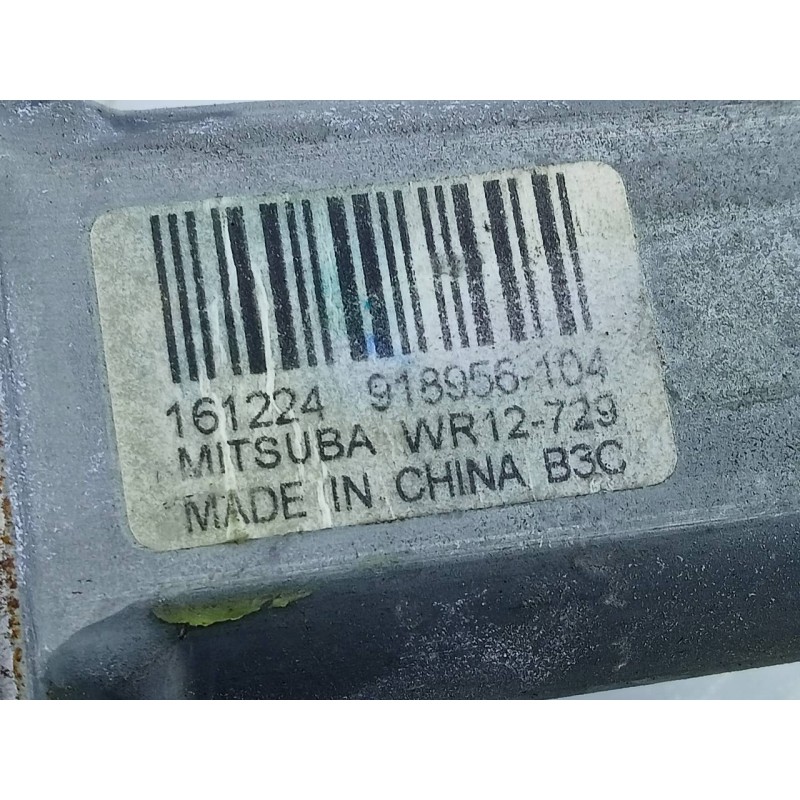 161224 918956-104
MITSUBA WR12-729
MADE IN CHINA B3C